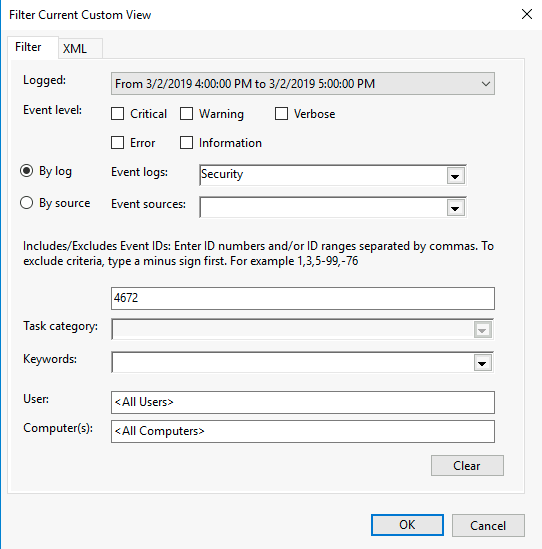 Filter Current Custom View
Filter XML
Logged: From 3/2/2019 4:00:00 PM to 3/2/2019 5:00:00 PM
Event level: Critical Warning Verbose
Error Information
By log Event logs: Security
By source Event sources:
Includes/Excludes Event IDs: Enter ID numbers and/or ID ranges separated by commas. To
exclude criteria, type a minus sign first. For example 1,3,5-99,-76
4672
Task category:
Keywords:
User: <All Users>
Computer(s): <All Computers>
Clear
OK Cancel